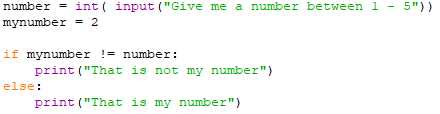 number = int( input("Give me a number between 1 - 5"))
mynumber = 2
if mynumber != number:
    print("That is not my number")
else:
    print("That is my number")